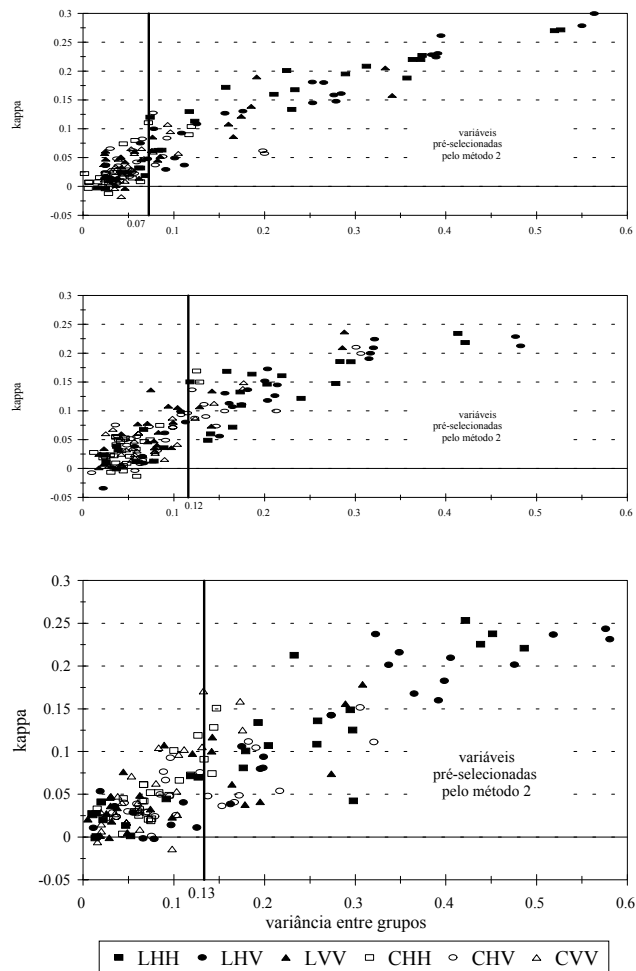 0.3
0.25
0.2
0.15
0.1
0.05
0
-0.05
kappa
variáveis
pré-selecionadas
pelo método 2
0.07
0 0.1 0.2 0.3 0.4 0.5 0.6
0.3
0.25
0.2
0.15
0.1
0.05
0
-0.05
kappa
variáveis
pré-selecionadas
pelo método 2
0.12
0 0.1 0.2 0.3 0.4 0.5 0.6
0.3
0.25
0.2
0.15
0.1
0.05
0
-0.05
kappa
variáveis
pré-selecionadas
pelo método 2
0.13
0 0.1 0.2 0.3 0.4 0.5 0.6
variância entre grupos
LHH LHV LVV CHH CHV CVV